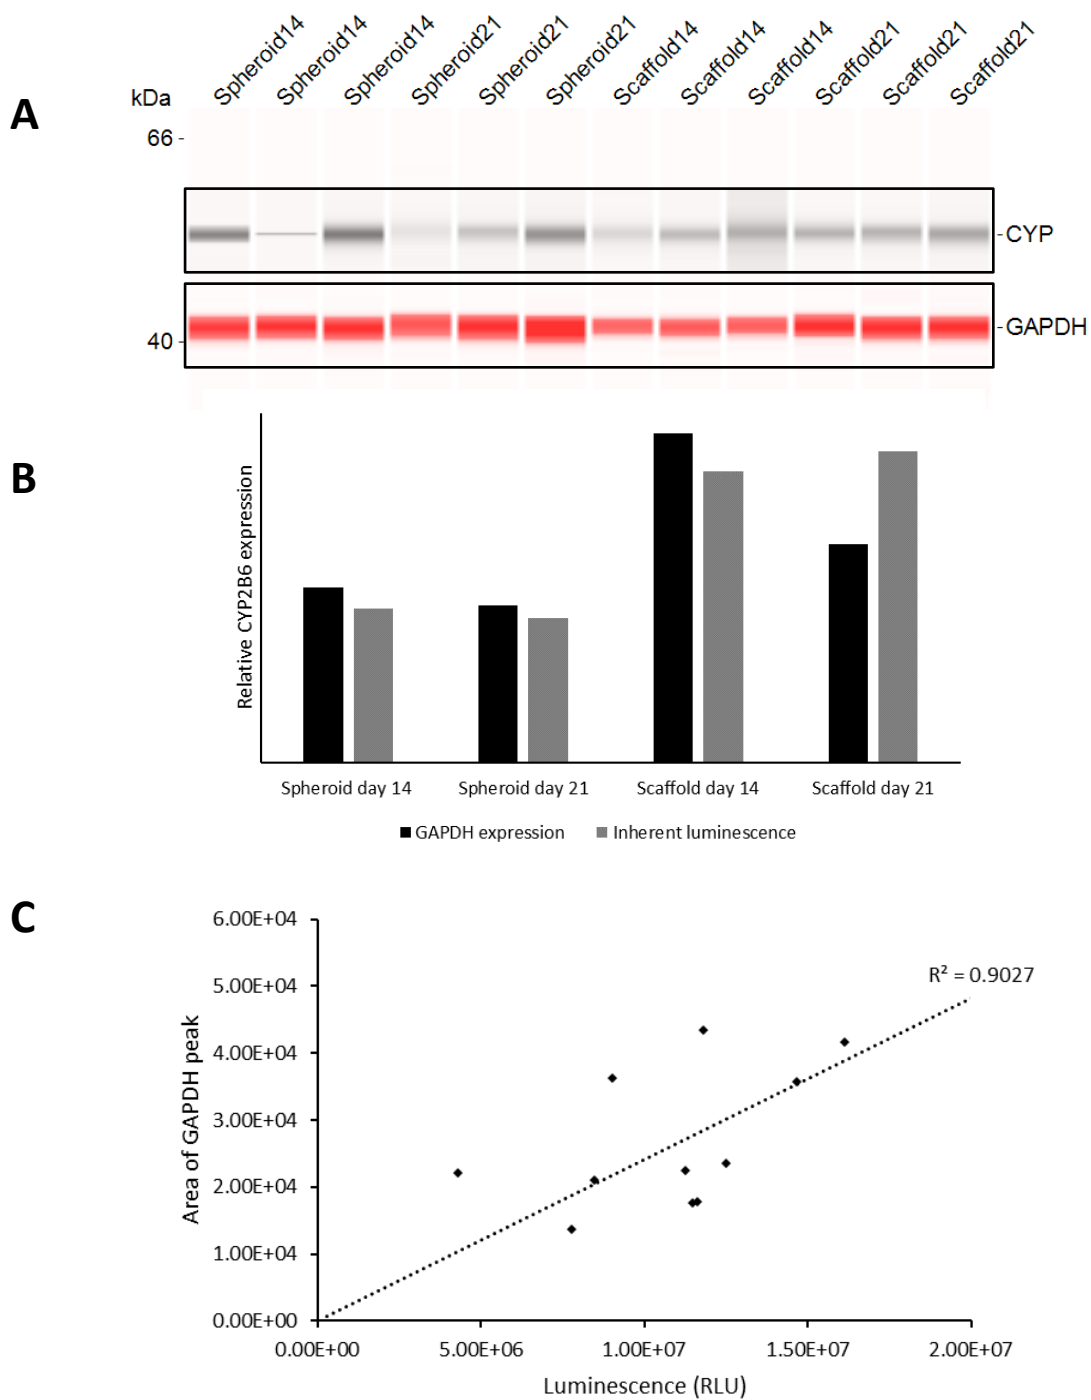 A
kDa
Spheroid14
Spheroid14
Spheroid14
Spheroid21
Spheroid21
Spheroid21
Scaffold14
Scaffold14
Scaffold14
Scaffold21
Scaffold21
Scaffold21
66 -
-CYP
40 -
-GAPDH
B
Relative CYP2B6 expression
Spheroid day 14
Spheroid day 21
Scaffold day 14
Scaffold day 21
GAPDH expression
Inherent luminescence
C
Area of GAPDH peak
6.00E+04
5.00E+04
4.00E+04
3.00E+04
2.00E+04
1.00E+04
0.00E+00
R² = 0.9027
0.00E+00
5.00E+06
1.00E+07
1.50E+07
2.00E+07
Luminescence (RLU)